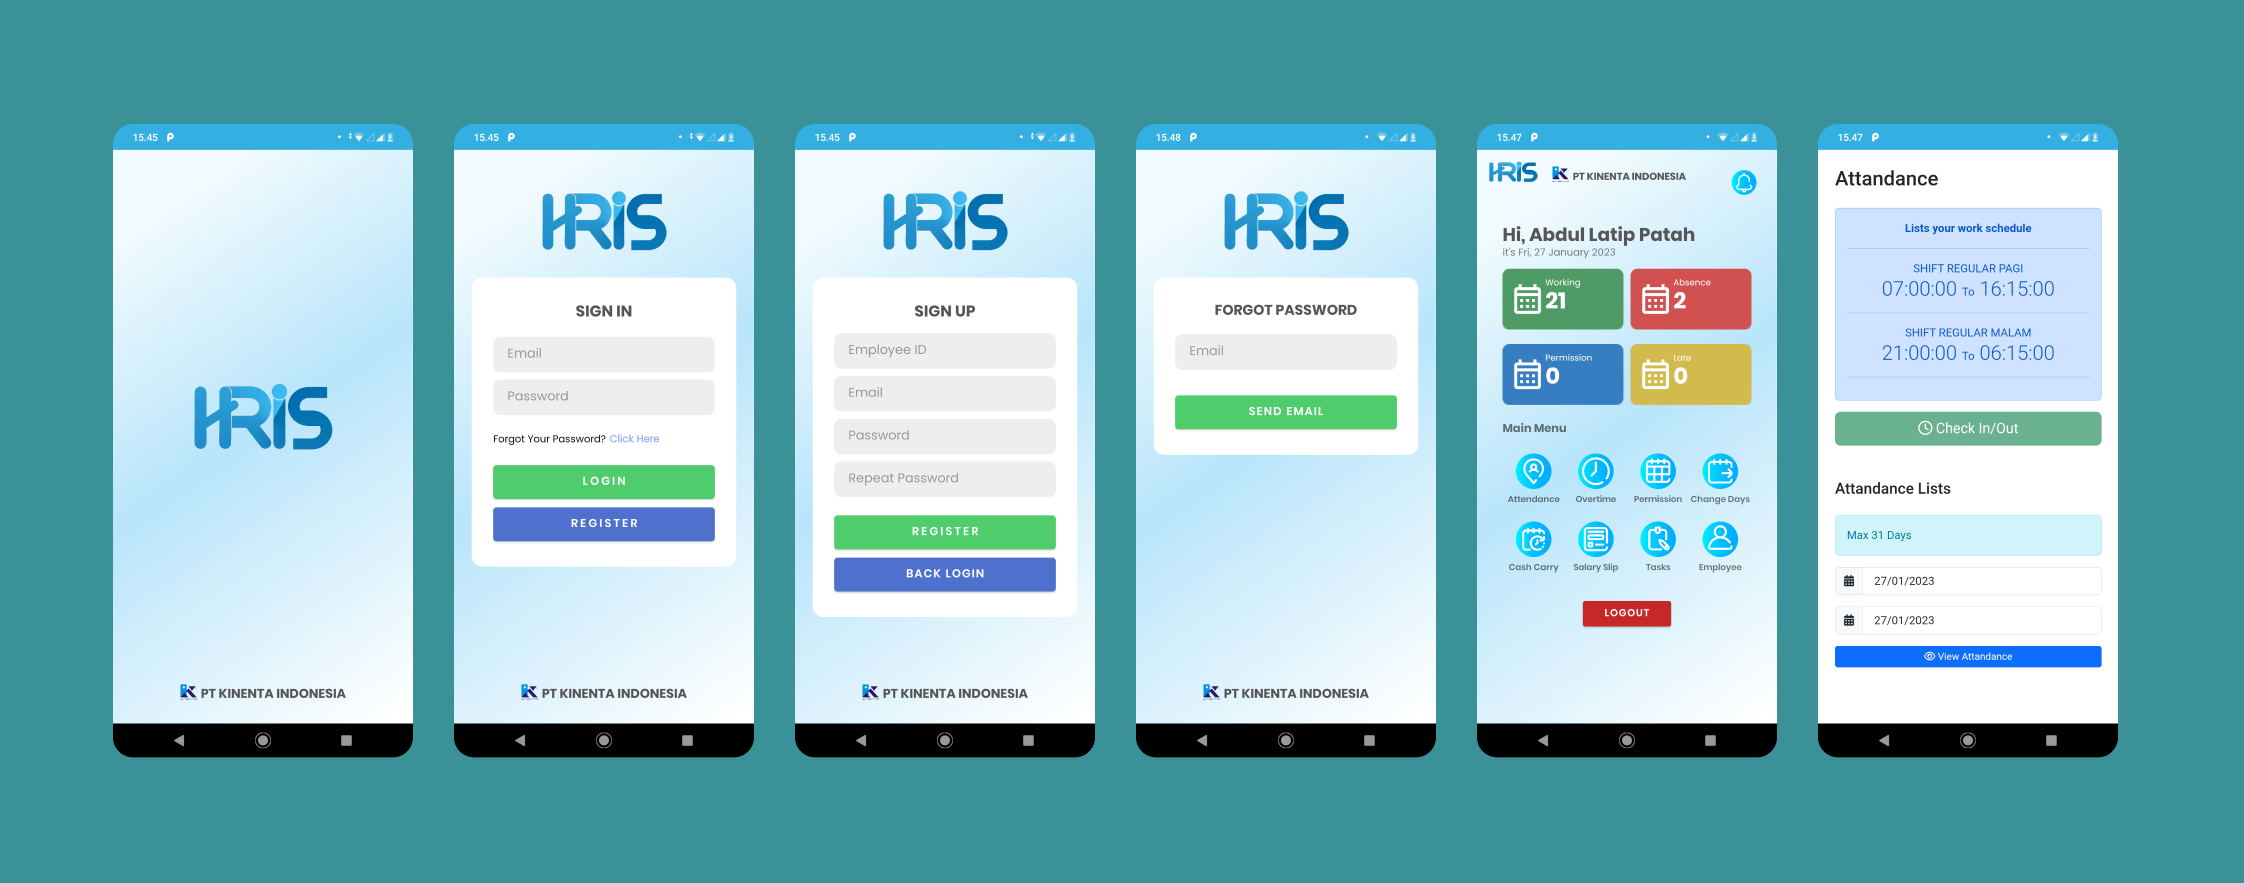 15.45
HRiS
PT KINENTA INDONESIA
15.45
HRiS
SIGN IN
Email
Password
Forgot Your Password? Click Here
LOGIN
REGISTER
PT KINENTA INDONESIA
15.45
HRiS
SIGN UP
Employee ID
Email
Password
Repeat Password
REGISTER
BACK LOGIN
PT KINENTA INDONESIA
15.48
HRiS
FORGOT PASSWORD
Email
SEND EMAIL
PT KINENTA INDONESIA
15.47
HRiS PT KINENTA INDONESIA
Hi, Abdul Latip Patah
it's Fri, 27 January 2023
Working
21
Absence
2
Permission
0
Late
0
Main Menu
Attendance Overtime Permission Change Days
Cash Carry Salary Slip Tasks Employee
LOGOUT
15.47
Attandance
Lists your work schedule
SHIFT REGULAR PAGI
07:00:00 To 16:15:00
SHIFT REGULAR MALAM
21:00:00 To 06:15:00
Check In/Out
Attandance Lists
Max 31 Days
27/01/2023
27/01/2023
View Attandance